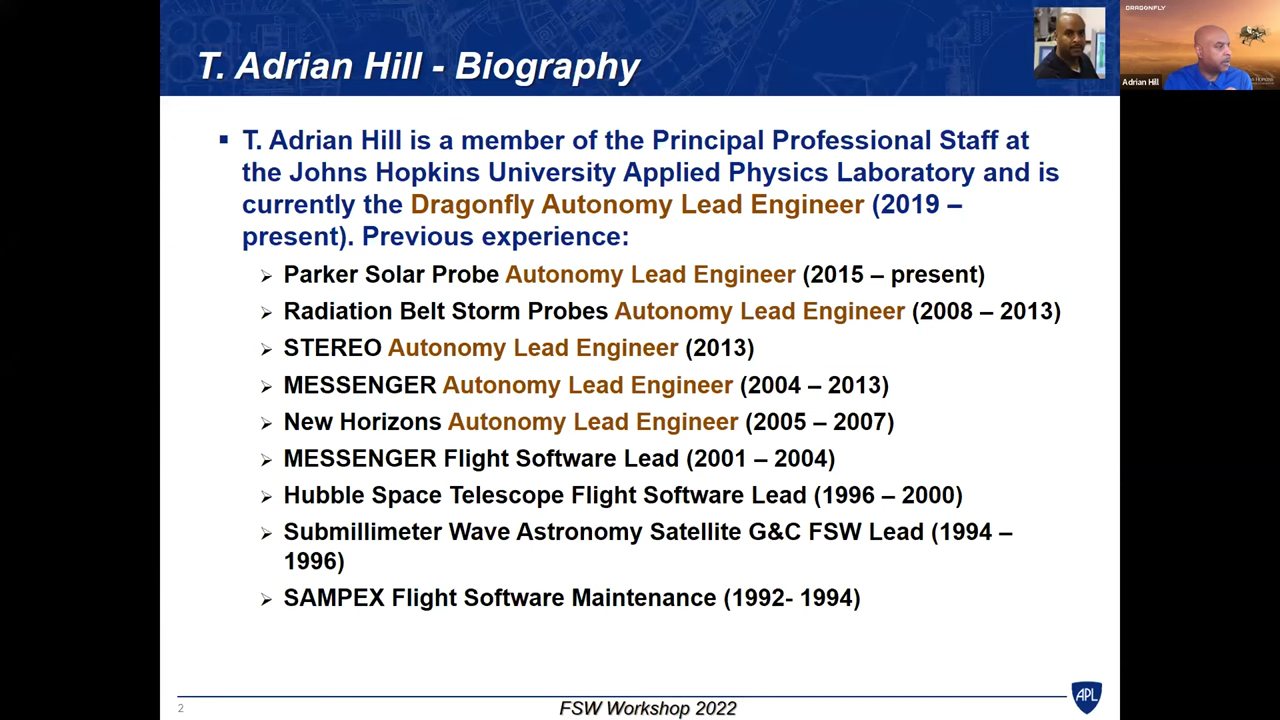 T. Adrian Hill - Biography
DRAGONFLY
Adrian Hill
▪ T. Adrian Hill is a member of the Principal Professional Staff at
the Johns Hopkins University Applied Physics Laboratory and is
currently the Dragonfly Autonomy Lead Engineer (2019 –
present). Previous experience:
➢ Parker Solar Probe Autonomy Lead Engineer (2015 – present)
➢ Radiation Belt Storm Probes Autonomy Lead Engineer (2008 – 2013)
➢ STEREO Autonomy Lead Engineer (2013)
➢ MESSENGER Autonomy Lead Engineer (2004 – 2013)
➢ New Horizons Autonomy Lead Engineer (2005 – 2007)
➢ MESSENGER Flight Software Lead (2001 – 2004)
➢ Hubble Space Telescope Flight Software Lead (1996 – 2000)
➢ Submillimeter Wave Astronomy Satellite G&C FSW Lead (1994 –
1996)
➢ SAMPEX Flight Software Maintenance (1992- 1994)
2
FSW Workshop 2022
APL